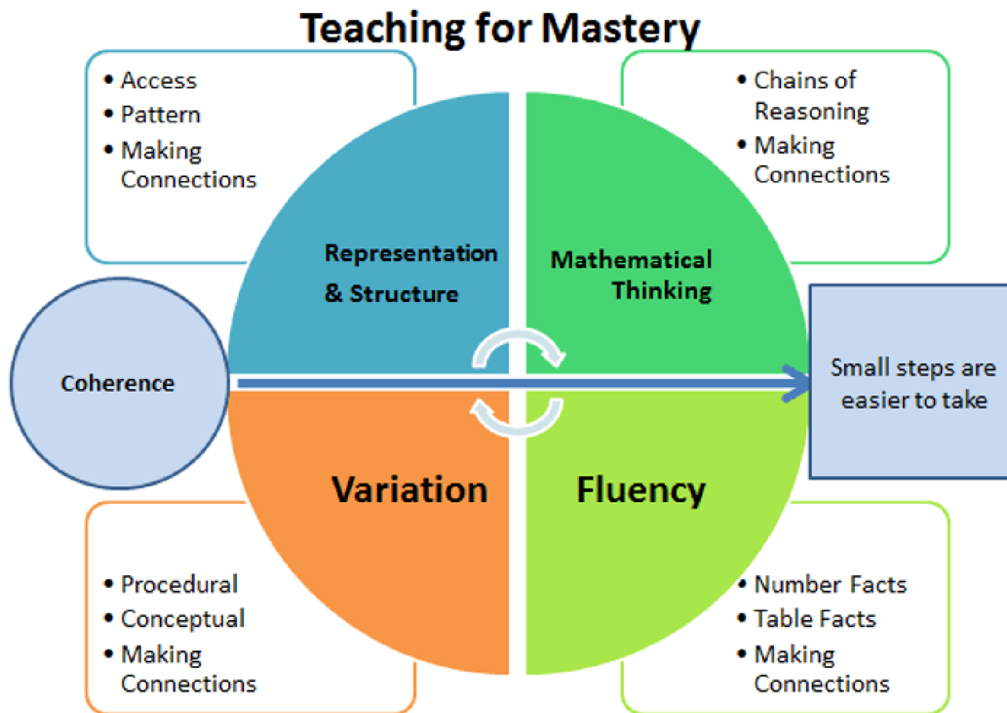 Teaching for Mastery
• Access
• Pattern
• Making
Connections
• Chains of
Reasoning
• Making
Connections
Representation
& Structure
Mathematical
Thinking
Coherence
Small steps are
easier to take
Variation
Fluency
• Procedural
• Conceptual
• Making
Connections
• Number Facts
• Table Facts
• Making
Connections